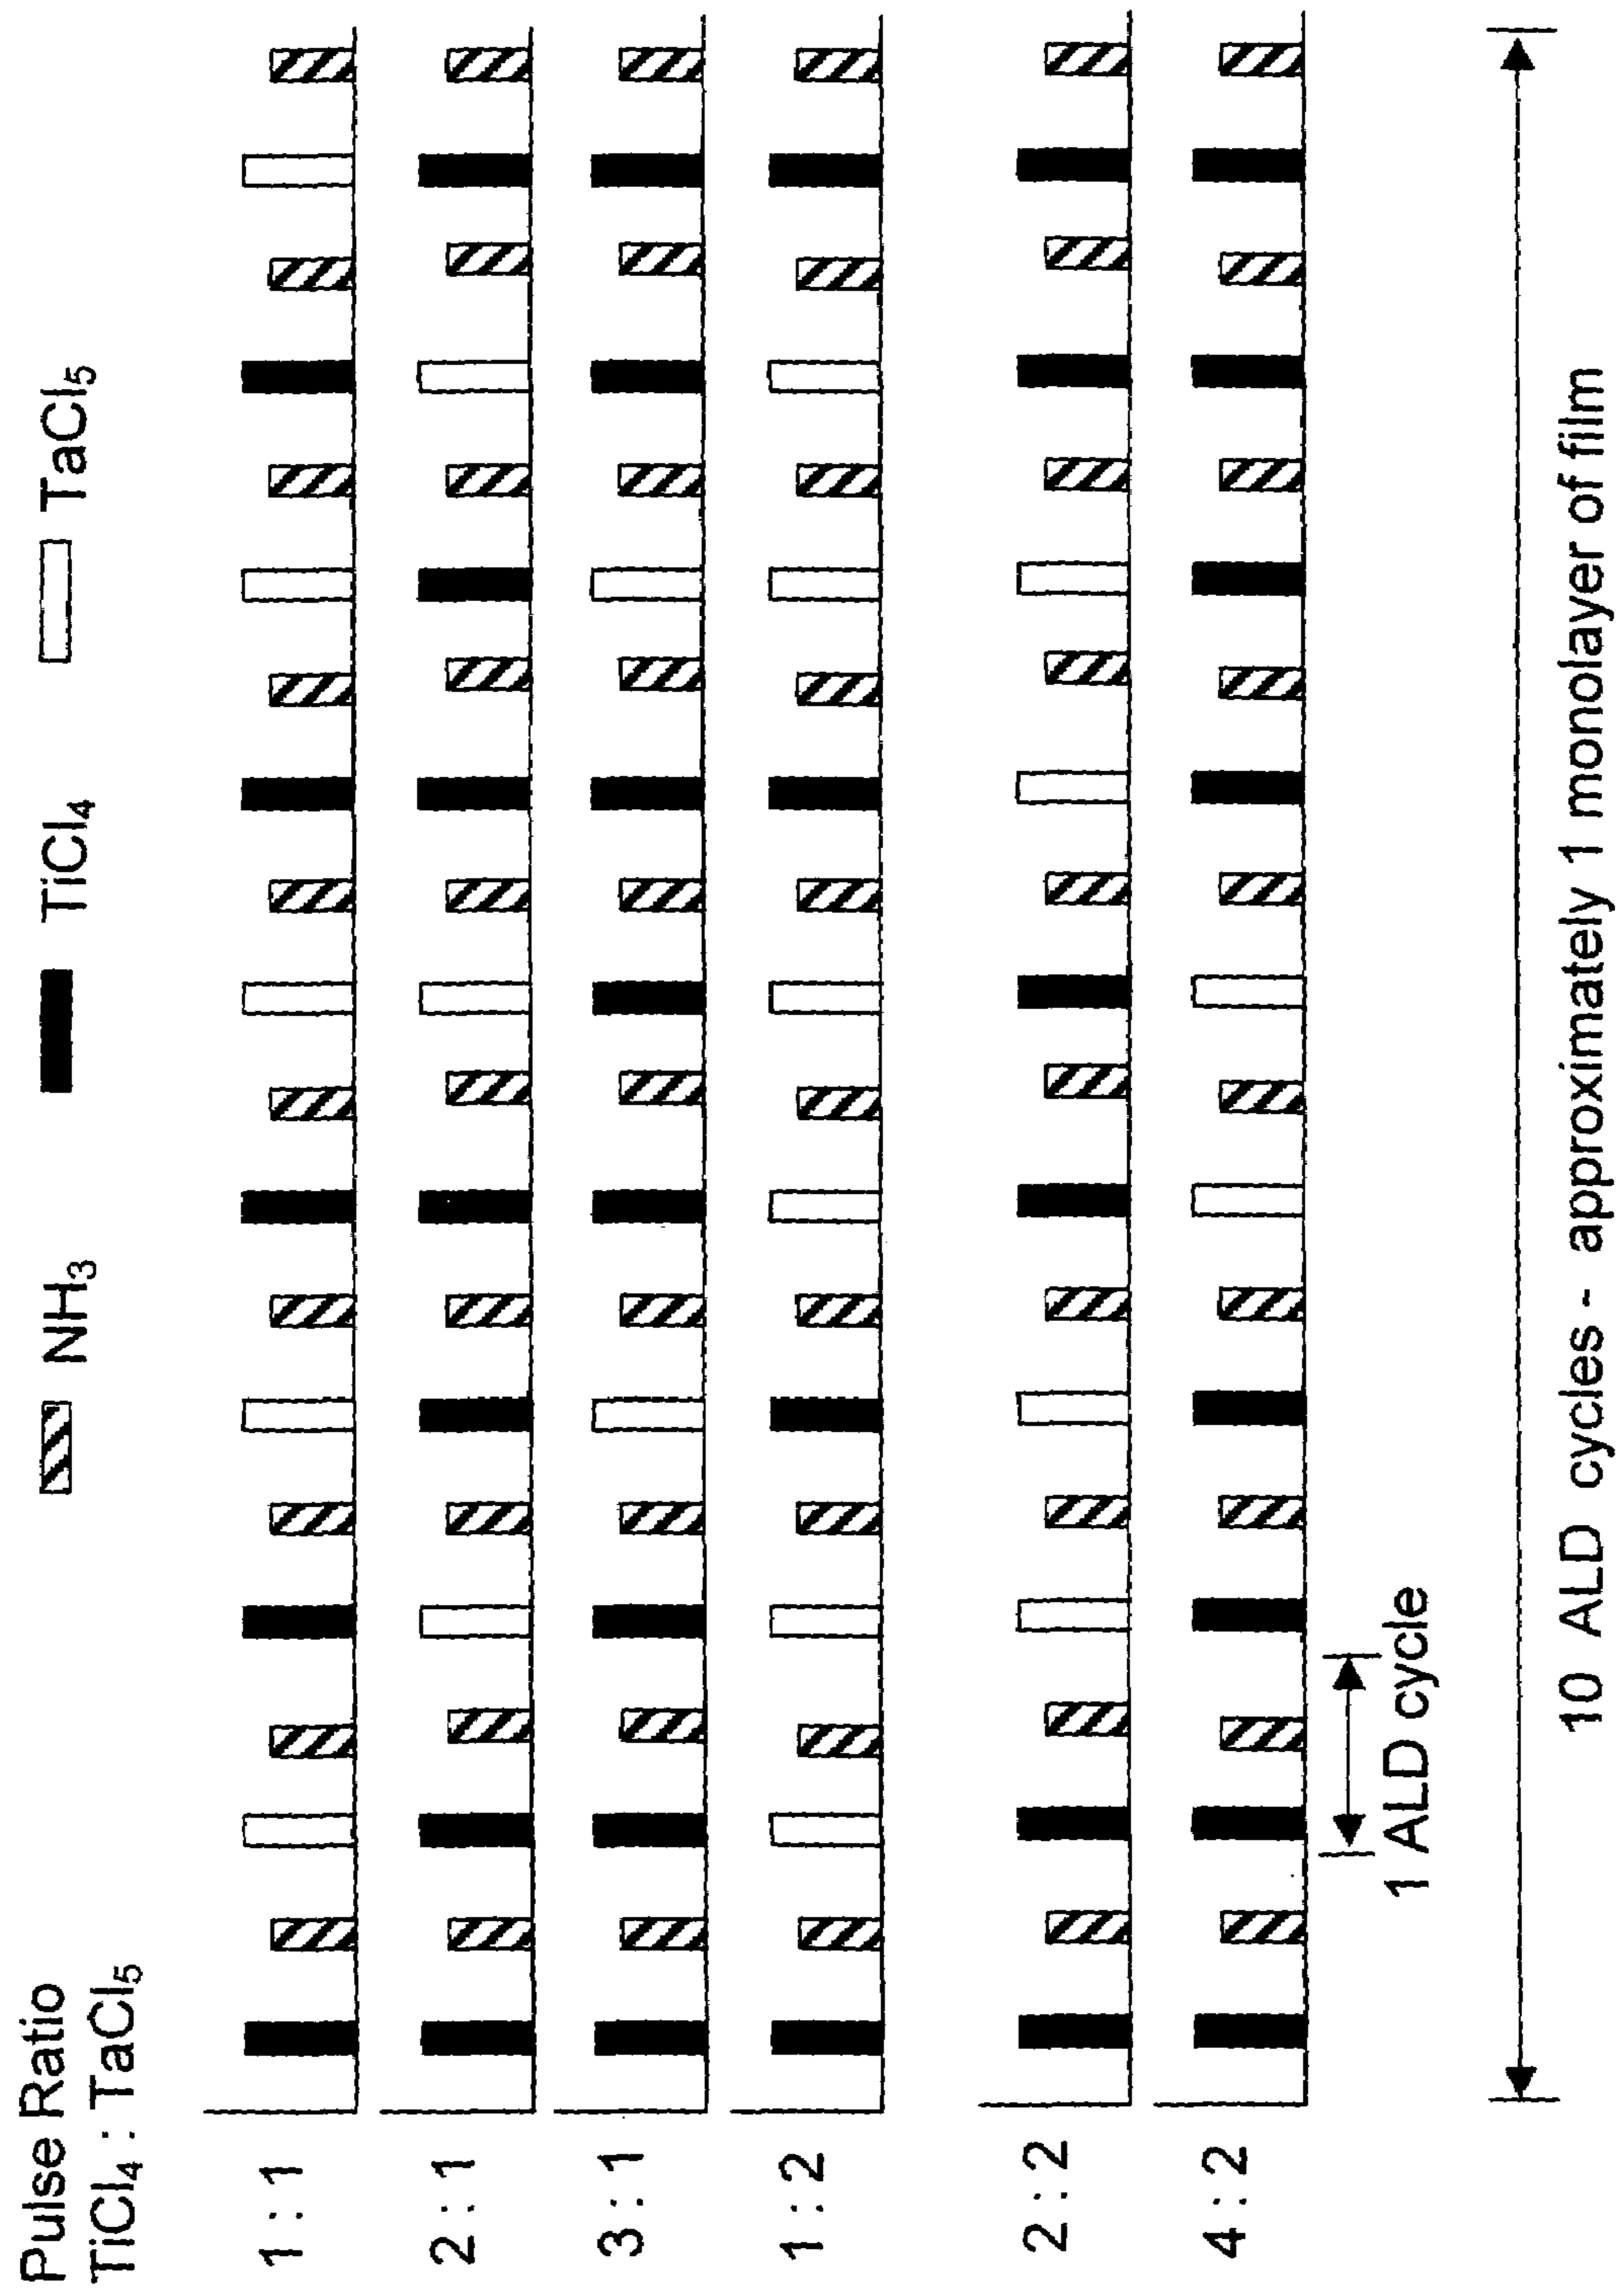 NH3 TiCl4 TaCl5
Pulse Ratio
TiCl4 : TaCl5
1 : 1
2 : 1
3 : 1
1 : 2
2 : 2
4 : 2
1 ALD cycle
10 ALD cycles - approximately 1 monolayer of film